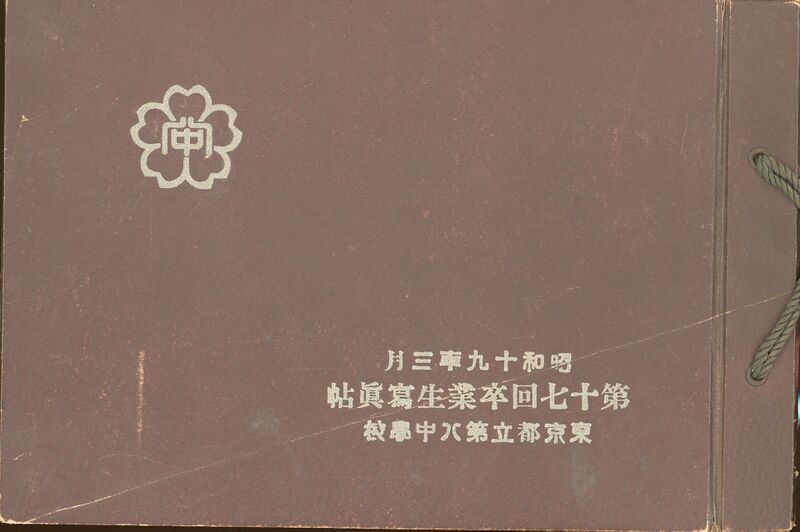 中
昭和十九年三月
第十七回卒業生寫眞帖
東京都立第八中學校